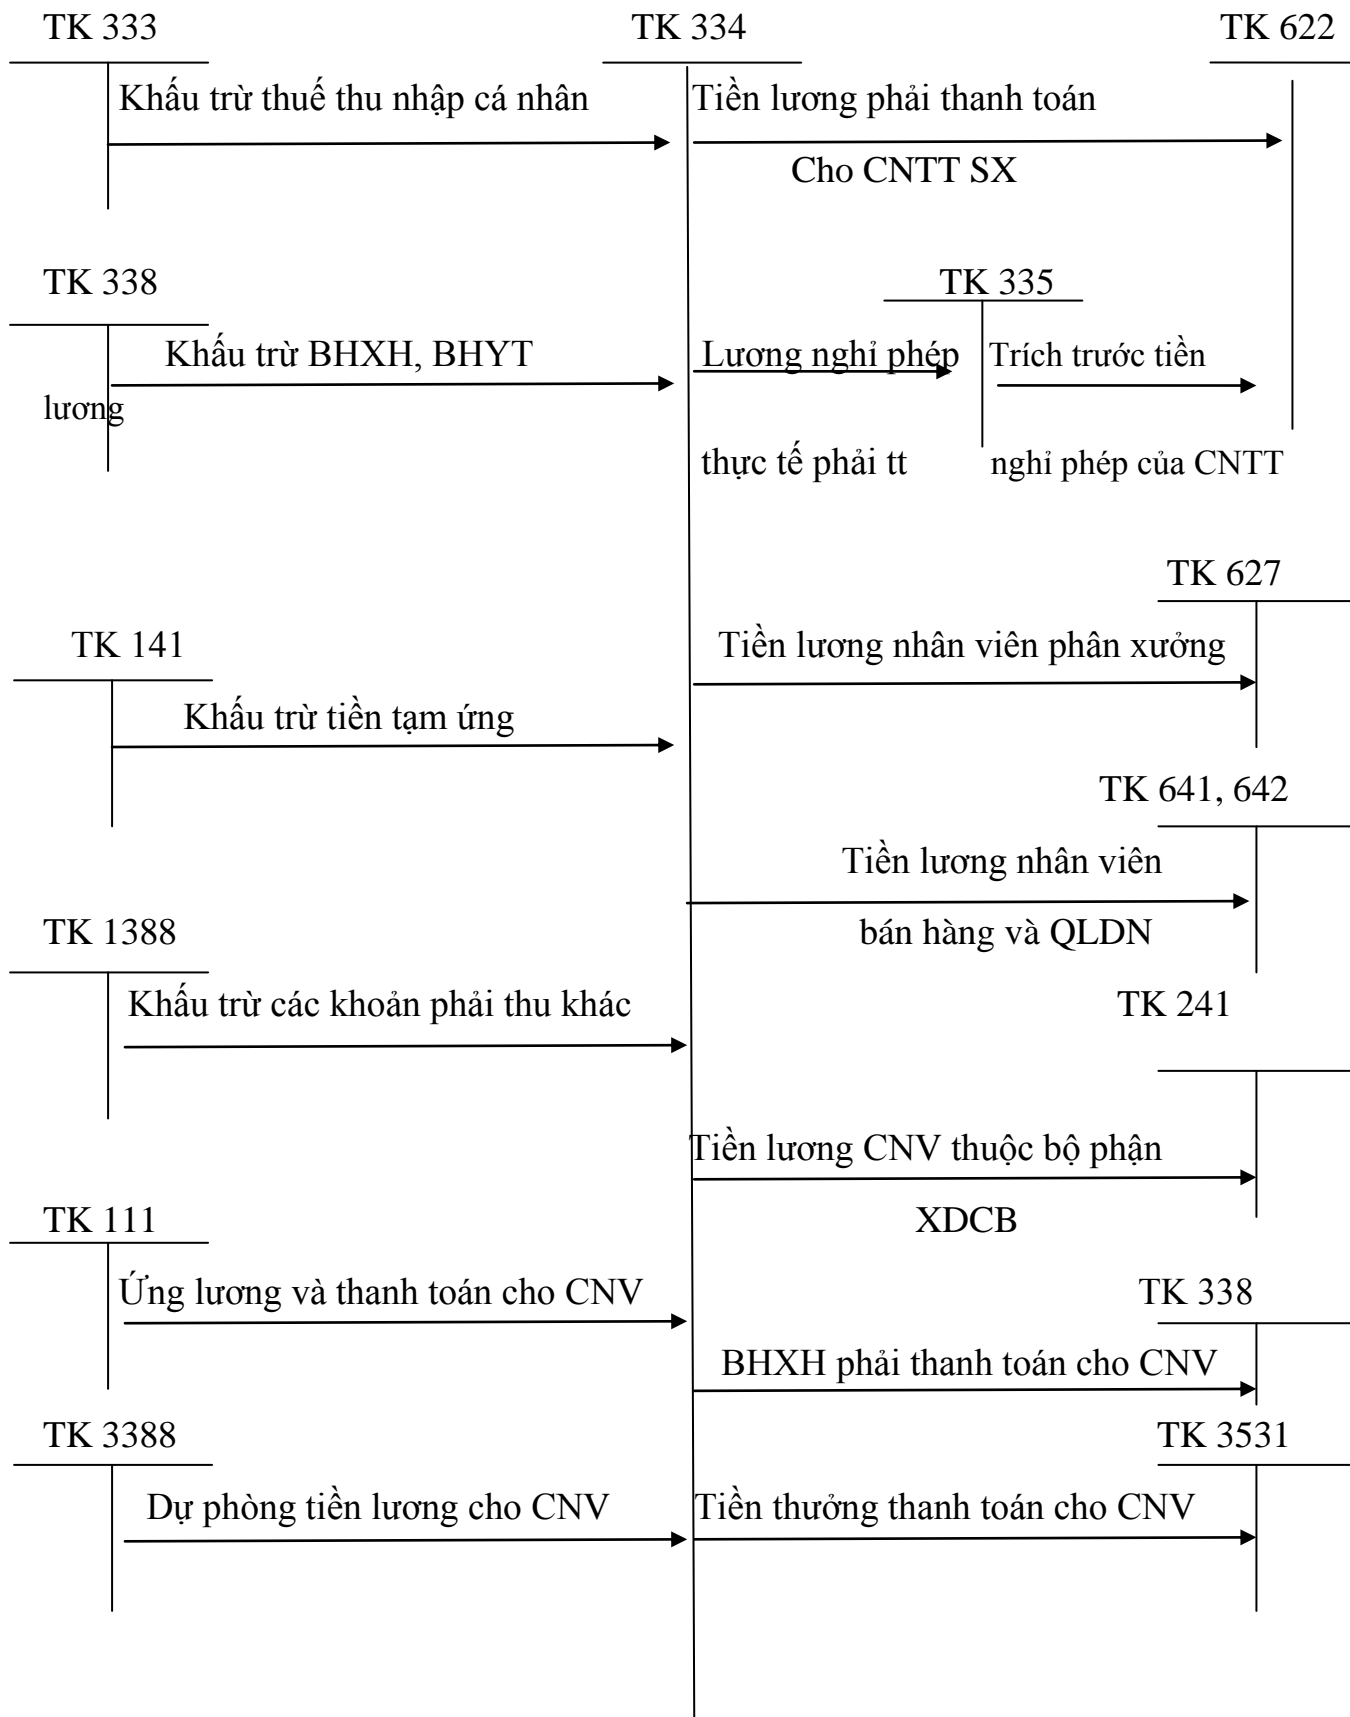 TK 333
TK 334
TK 622
Khấu trừ thuế thu nhập cá nhân
Tiền lương phải thanh toán
Cho CNTT SX
TK 338
TK 335
Khấu trừ BHXH, BHYT
Lương nghỉ phép
Trích trước tiền
lương
thực tế phải tt
nghỉ phép của CNTT
TK 627
TK 141
Tiền lương nhân viên phân xưởng
Khấu trừ tiền tạm ứng
TK 641, 642
Tiền lương nhân viên
TK 1388
bán hàng và QLDN
Khấu trừ các khoản phải thu khác
TK 241
Tiền lương CNV thuộc bộ phận
TK 111
XDCB
Ứng lương và thanh toán cho CNV
TK 338
BHXH phải thanh toán cho CNV
TK 3388
TK 3531
Dự phòng tiền lương cho CNV
Tiền thưởng thanh toán cho CNV